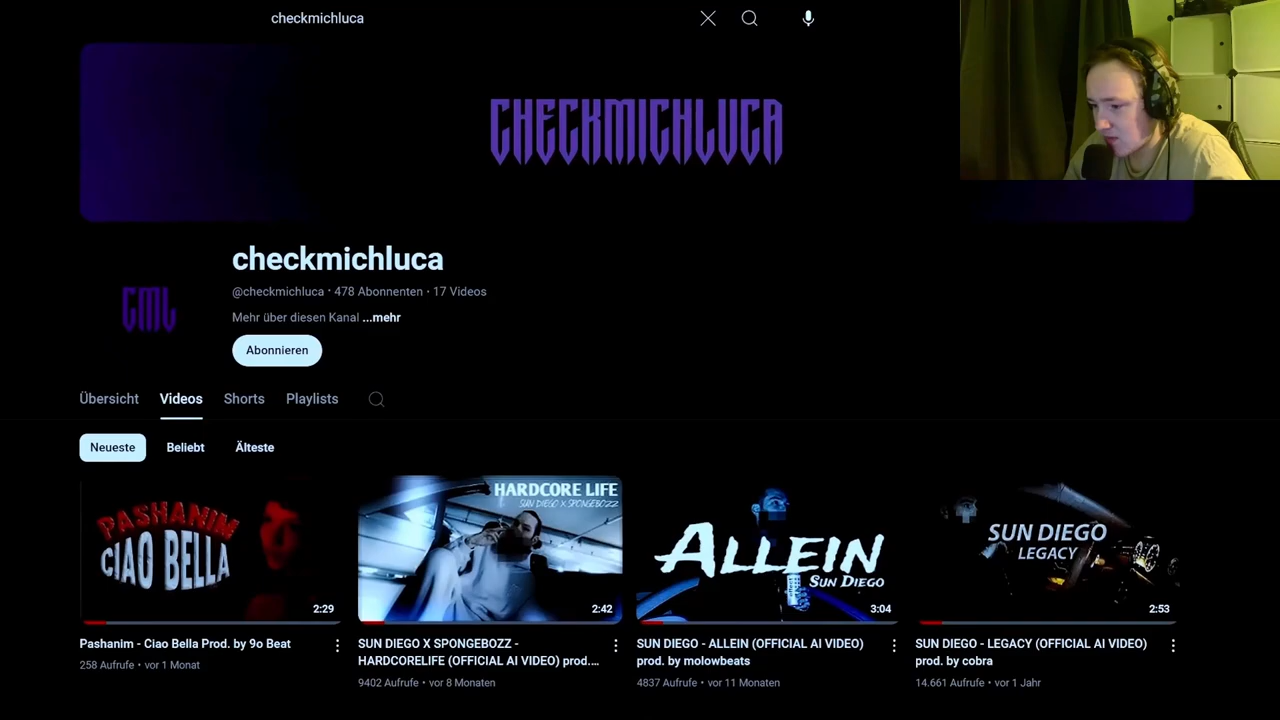 checkmichluca
CHECKMICHLUCA
CML
checkmichluca
@checkmichluca • 478 Abonnenten • 17 Videos
Mehr über diesen Kanal ...mehr
Abonnieren
Übersicht Videos Shorts Playlists
Neueste Beliebt Älteste
PASHANIM
CIAO BELLA
2:29
Pashanim - Ciao Bella Prod. by 9o Beat
258 Aufrufe • vor 1 Monat
HARDCORE LIFE
SUN DIEGO X SPONGEBOZZ
2:42
SUN DIEGO X SPONGEBOZZ -
HARDCORELIFE (OFFICIAL AI VIDEO) prod....
9402 Aufrufe • vor 8 Monaten
ALLEIN
SUN DIEGO
3:04
SUN DIEGO - ALLEIN (OFFICIAL AI VIDEO)
prod. by molowbeats
4837 Aufrufe • vor 11 Monaten
SUN DIEGO
LEGACY
2:53
SUN DIEGO - LEGACY (OFFICIAL AI VIDEO)
prod. by cobra
14.661 Aufrufe • vor 1 Jahr